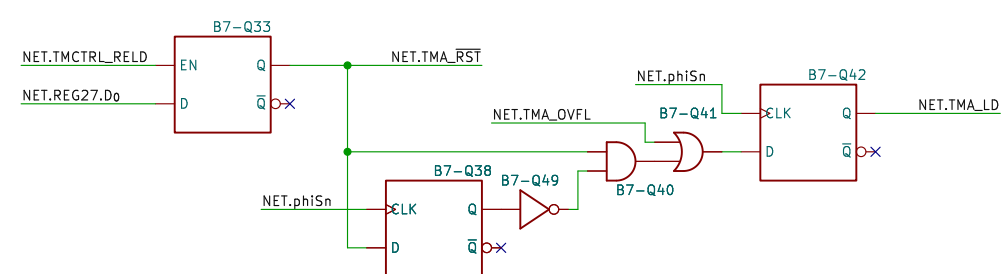 B7-Q33
NET.TMCTRL_RELD
EN
Q
NET.TMA_R̅S̅T̅
NET.REG27.D0
D
Q̅
NET.phiSn
B7-Q42
NET.TMA_OVFL
B7-Q41
CLK
Q
NET.TMA_LD
D
Q̅
B7-Q38
B7-Q49
B7-Q40
NET.phiSn
CLK
Q
D
Q̅